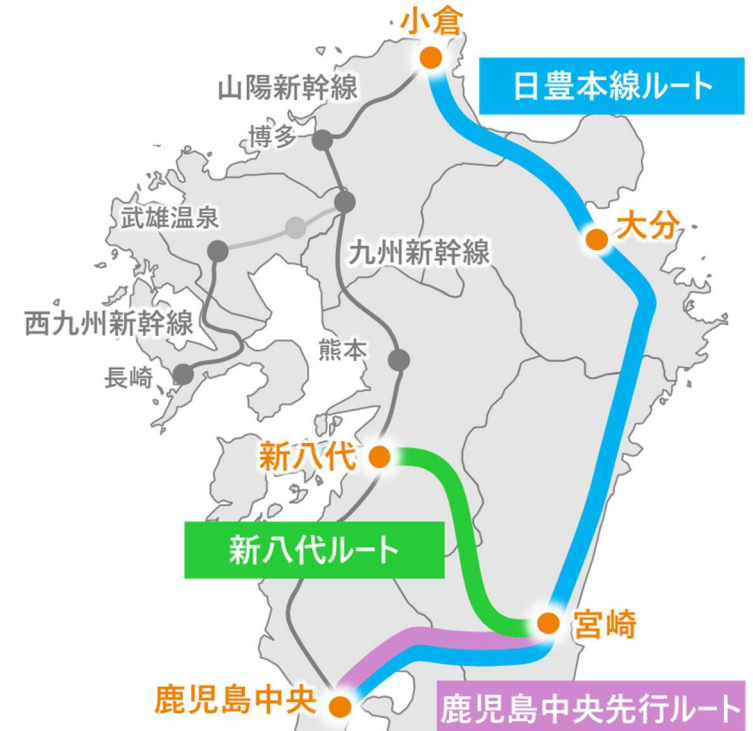 小倉
日豊本線ルート
山陽新幹線
博多
武雄温泉
大分
九州新幹線
西九州新幹線
熊本
長崎
新八代
新八代ルート
宮崎
鹿児島中央
鹿児島中央先行ルート